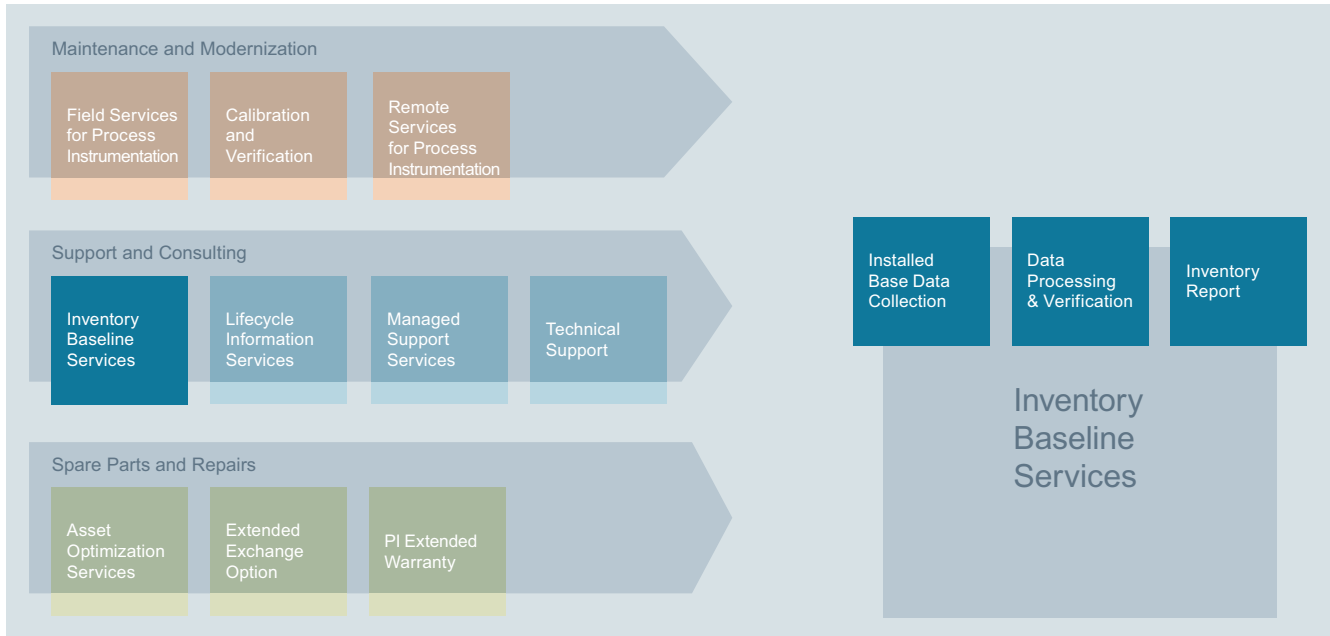 Maintenance and Modernization
Field Services
for Process
Instrumentation
Calibration
and
Verification
Remote
Services
for Process
Instrumentation
Support and Consulting
Inventory
Baseline
Services
Lifecycle
Information
Services
Managed
Support
Services
Technical
Support
Spare Parts and Repairs
Asset
Optimization
Services
Extended
Exchange
Option
PI Extended
Warranty
Installed
Base Data
Collection
Data
Processing
& Verification
Inventory
Report
Inventory
Baseline
Services